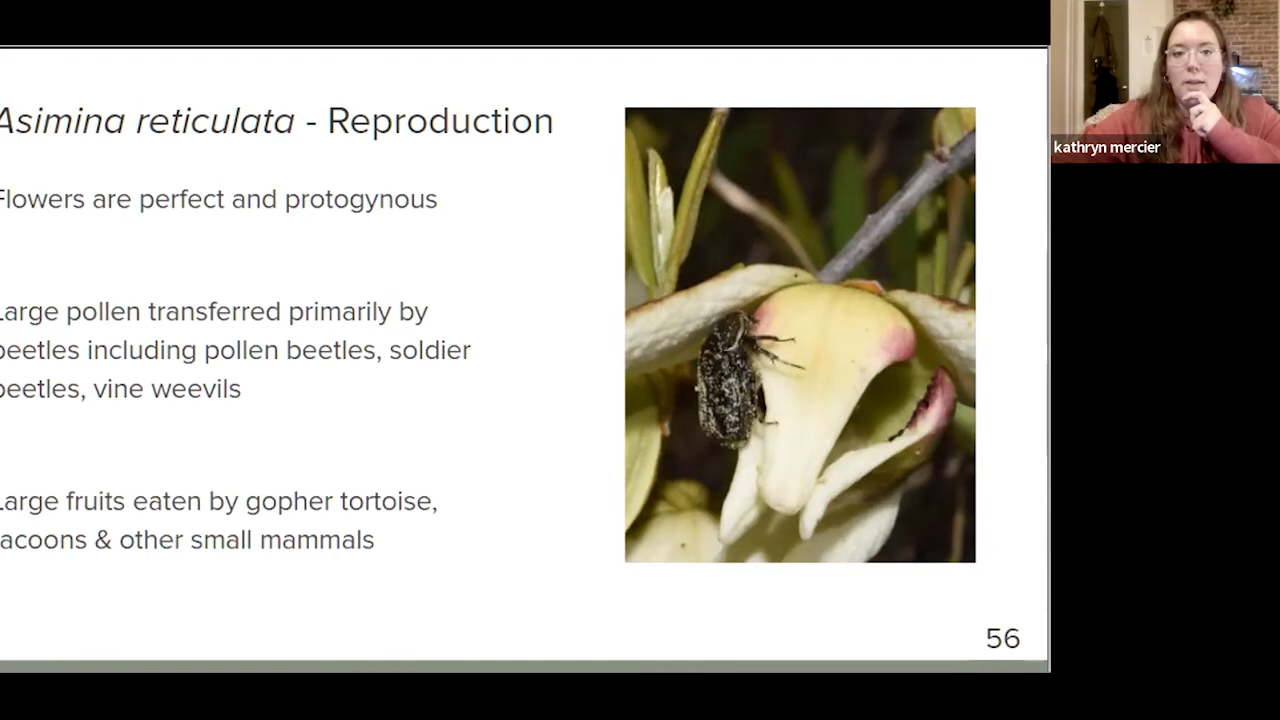 Asimina reticulata - Reproduction
kathryn mercier
Flowers are perfect and protogynous
Large pollen transferred primarily by
beetles including pollen beetles, soldier
beetles, vine weevils
Large fruits eaten by gopher tortoise,
racoons & other small mammals
56